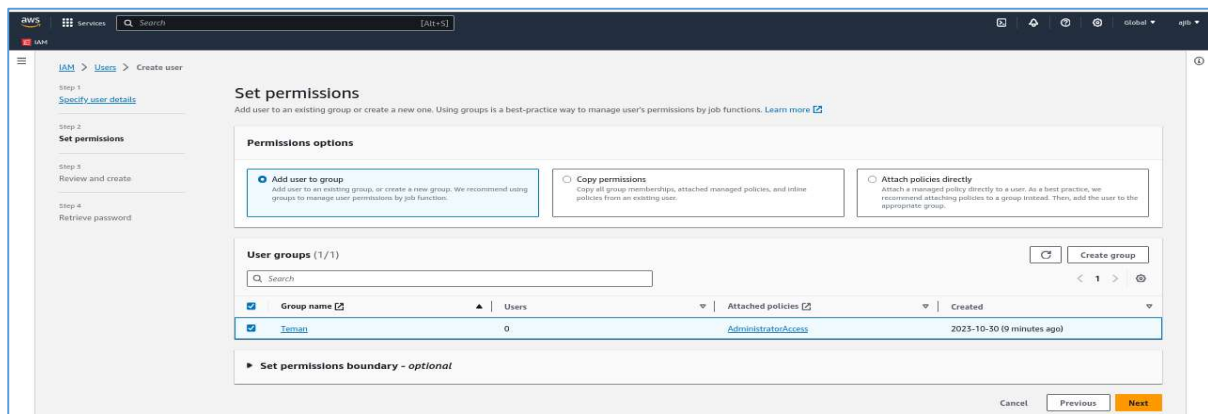 aws Services Search [Alt+S] Global ajib
IAM
IAM > Users > Create user
Step 1
Specify user details
Step 2
Set permissions
Step 3
Review and create
Step 4
Retrieve password
Set permissions
Add user to an existing group or create a new one. Using groups is a best-practice way to manage user's permissions by job functions. Learn more
Permissions options
Add user to group
Add user to an existing group, or create a new group. We recommend using
groups to manage user permissions by job function.
Copy permissions
Copy all group memberships, attached managed policies, and inline
policies from an existing user.
Attach policies directly
Attach a managed policy directly to a user. As a best practice, we
recommend attaching policies to a group instead. Then, add the user to the
appropriate group.
User groups (1/1)
Create group
Search
1
Group name Users Attached policies Created
Teman 0 AdministratorAccess 2023-10-30 (9 minutes ago)
Set permissions boundary - optional
Cancel Previous Next